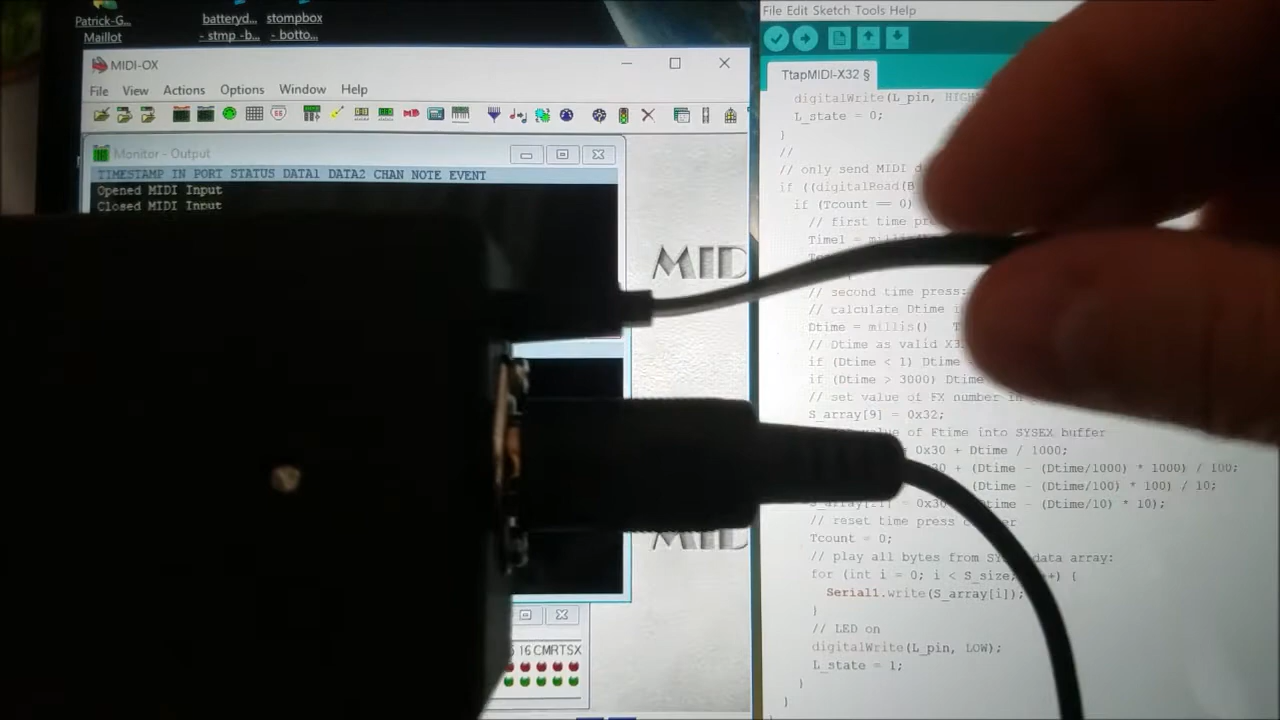 Patrick-G...
Maillot
batteryd...
- stmp -b...
stompbox
- botto...
MIDI-OX
File View Actions Options Window Help
Monitor - Output
TIMESTAMP IN PORT STATUS DATA1 DATA2 CHAN NOTE EVENT
Opened MIDI Input
Closed MIDI Input
MID
MID
16 CMRTSX
File Edit Sketch Tools Help
TtapMIDI-X32 §
digitalWrite(L_pin, HIGH
L_state = 0;
}
//
// only send MIDI d
if ((digitalRead(B
if (Tcount == 0)
// first time pr
Time1 = millis
// second time press:
// calculate Dtime i
Dtime = millis()
// Dtime as valid X3
if (Dtime < 1) Dtime
if (Dtime > 3000) Dtime
// set value of FX number in
S_array[9] = 0x32;
value of Ftime into SYSEX buffer
0x30 + Dtime / 1000;
+ (Dtime - (Dtime/1000) * 1000) / 100;
(Dtime - (Dtime/100) * 100) / 10;
(Dtime - (Dtime/10) * 10);
// reset time press
Tcount = 0;
// play all bytes from data array:
for (int i = 0; i < S_size; +) {
Serial1.write(S_array[i]);
}
// LED on
digitalWrite(L_pin, LOW);
L_state = 1;
}
}